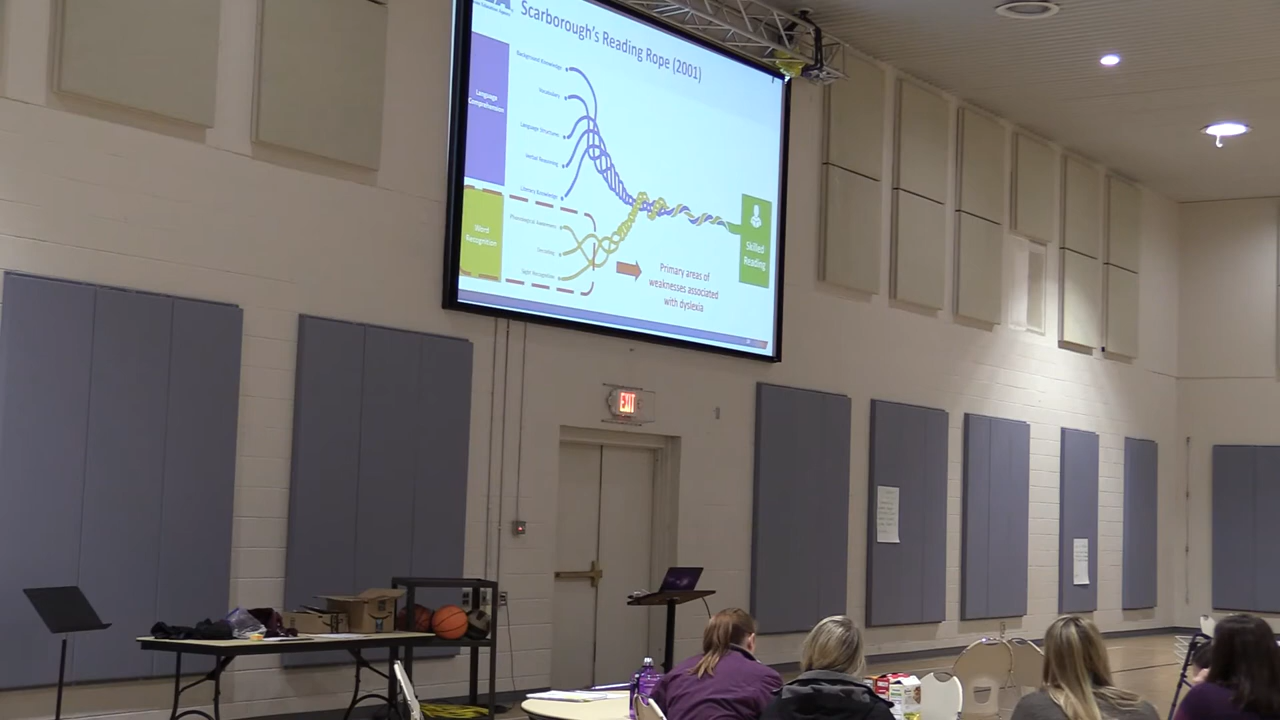 Scarborough's Reading Rope (2001)
Language
Comprehension
Background Knowledge
Vocabulary
Language Structures
Verbal Reasoning
Literacy Knowledge
Word
Recognition
Phonological Awareness
Decoding
Sight Recognition
Primary areas of
weaknesses associated
with dyslexia
Skilled
Reading
EXIT